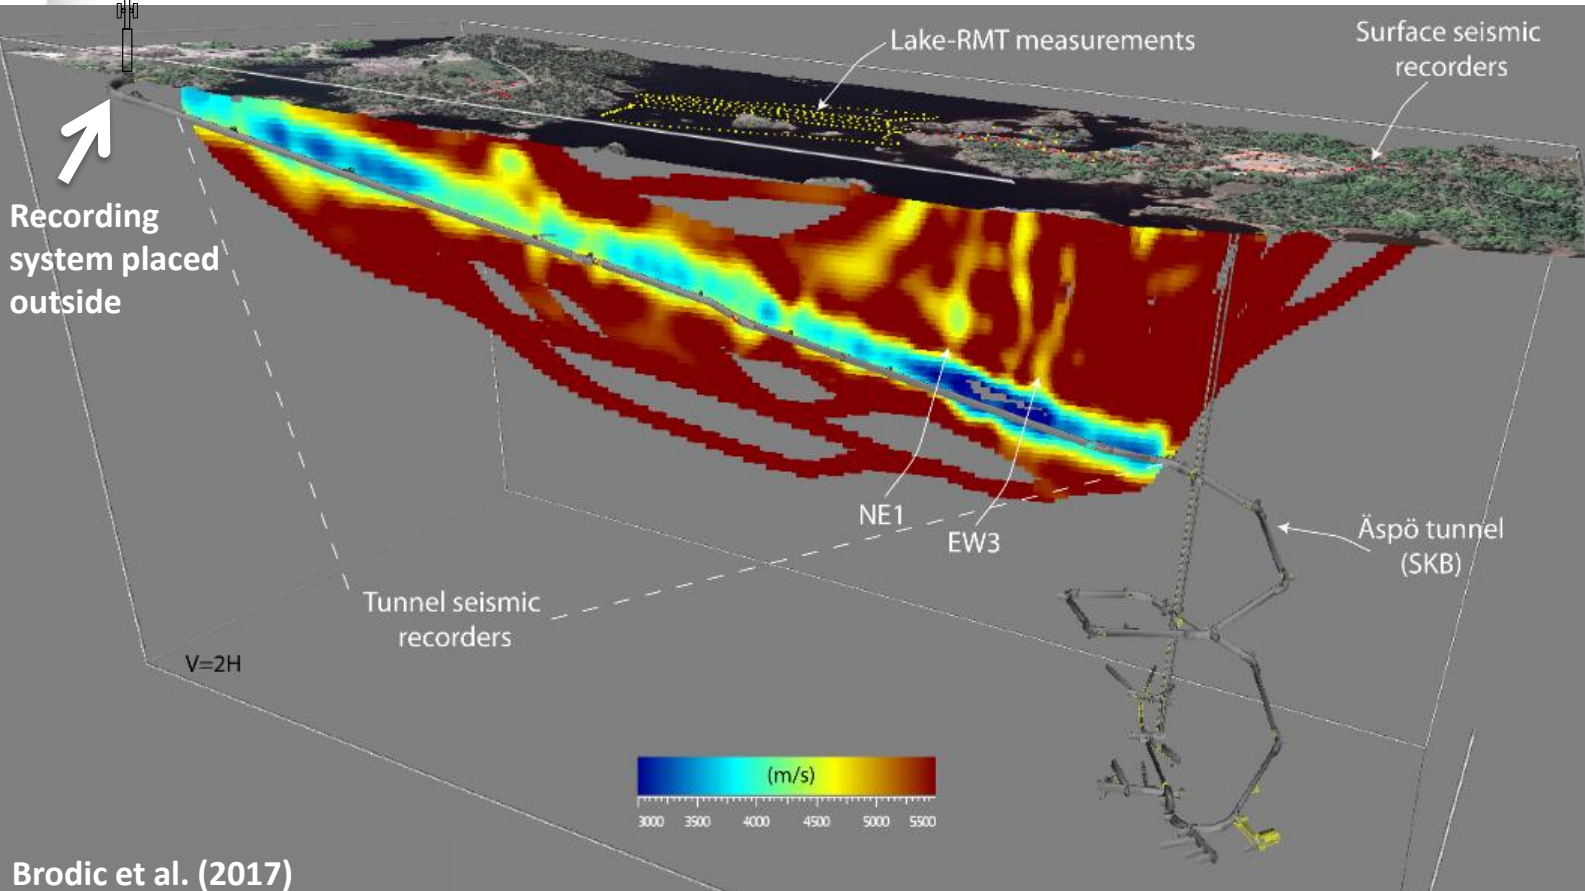 Lake-RMT measurements
Surface seismic
recorders
Recording
system placed
outside
NE1
EW3
Äspö tunnel
(SKB)
Tunnel seismic
recorders
V=2H
(m/s)
3000 3500 4000 4500 5000 5500
Brodic et al. (2017)